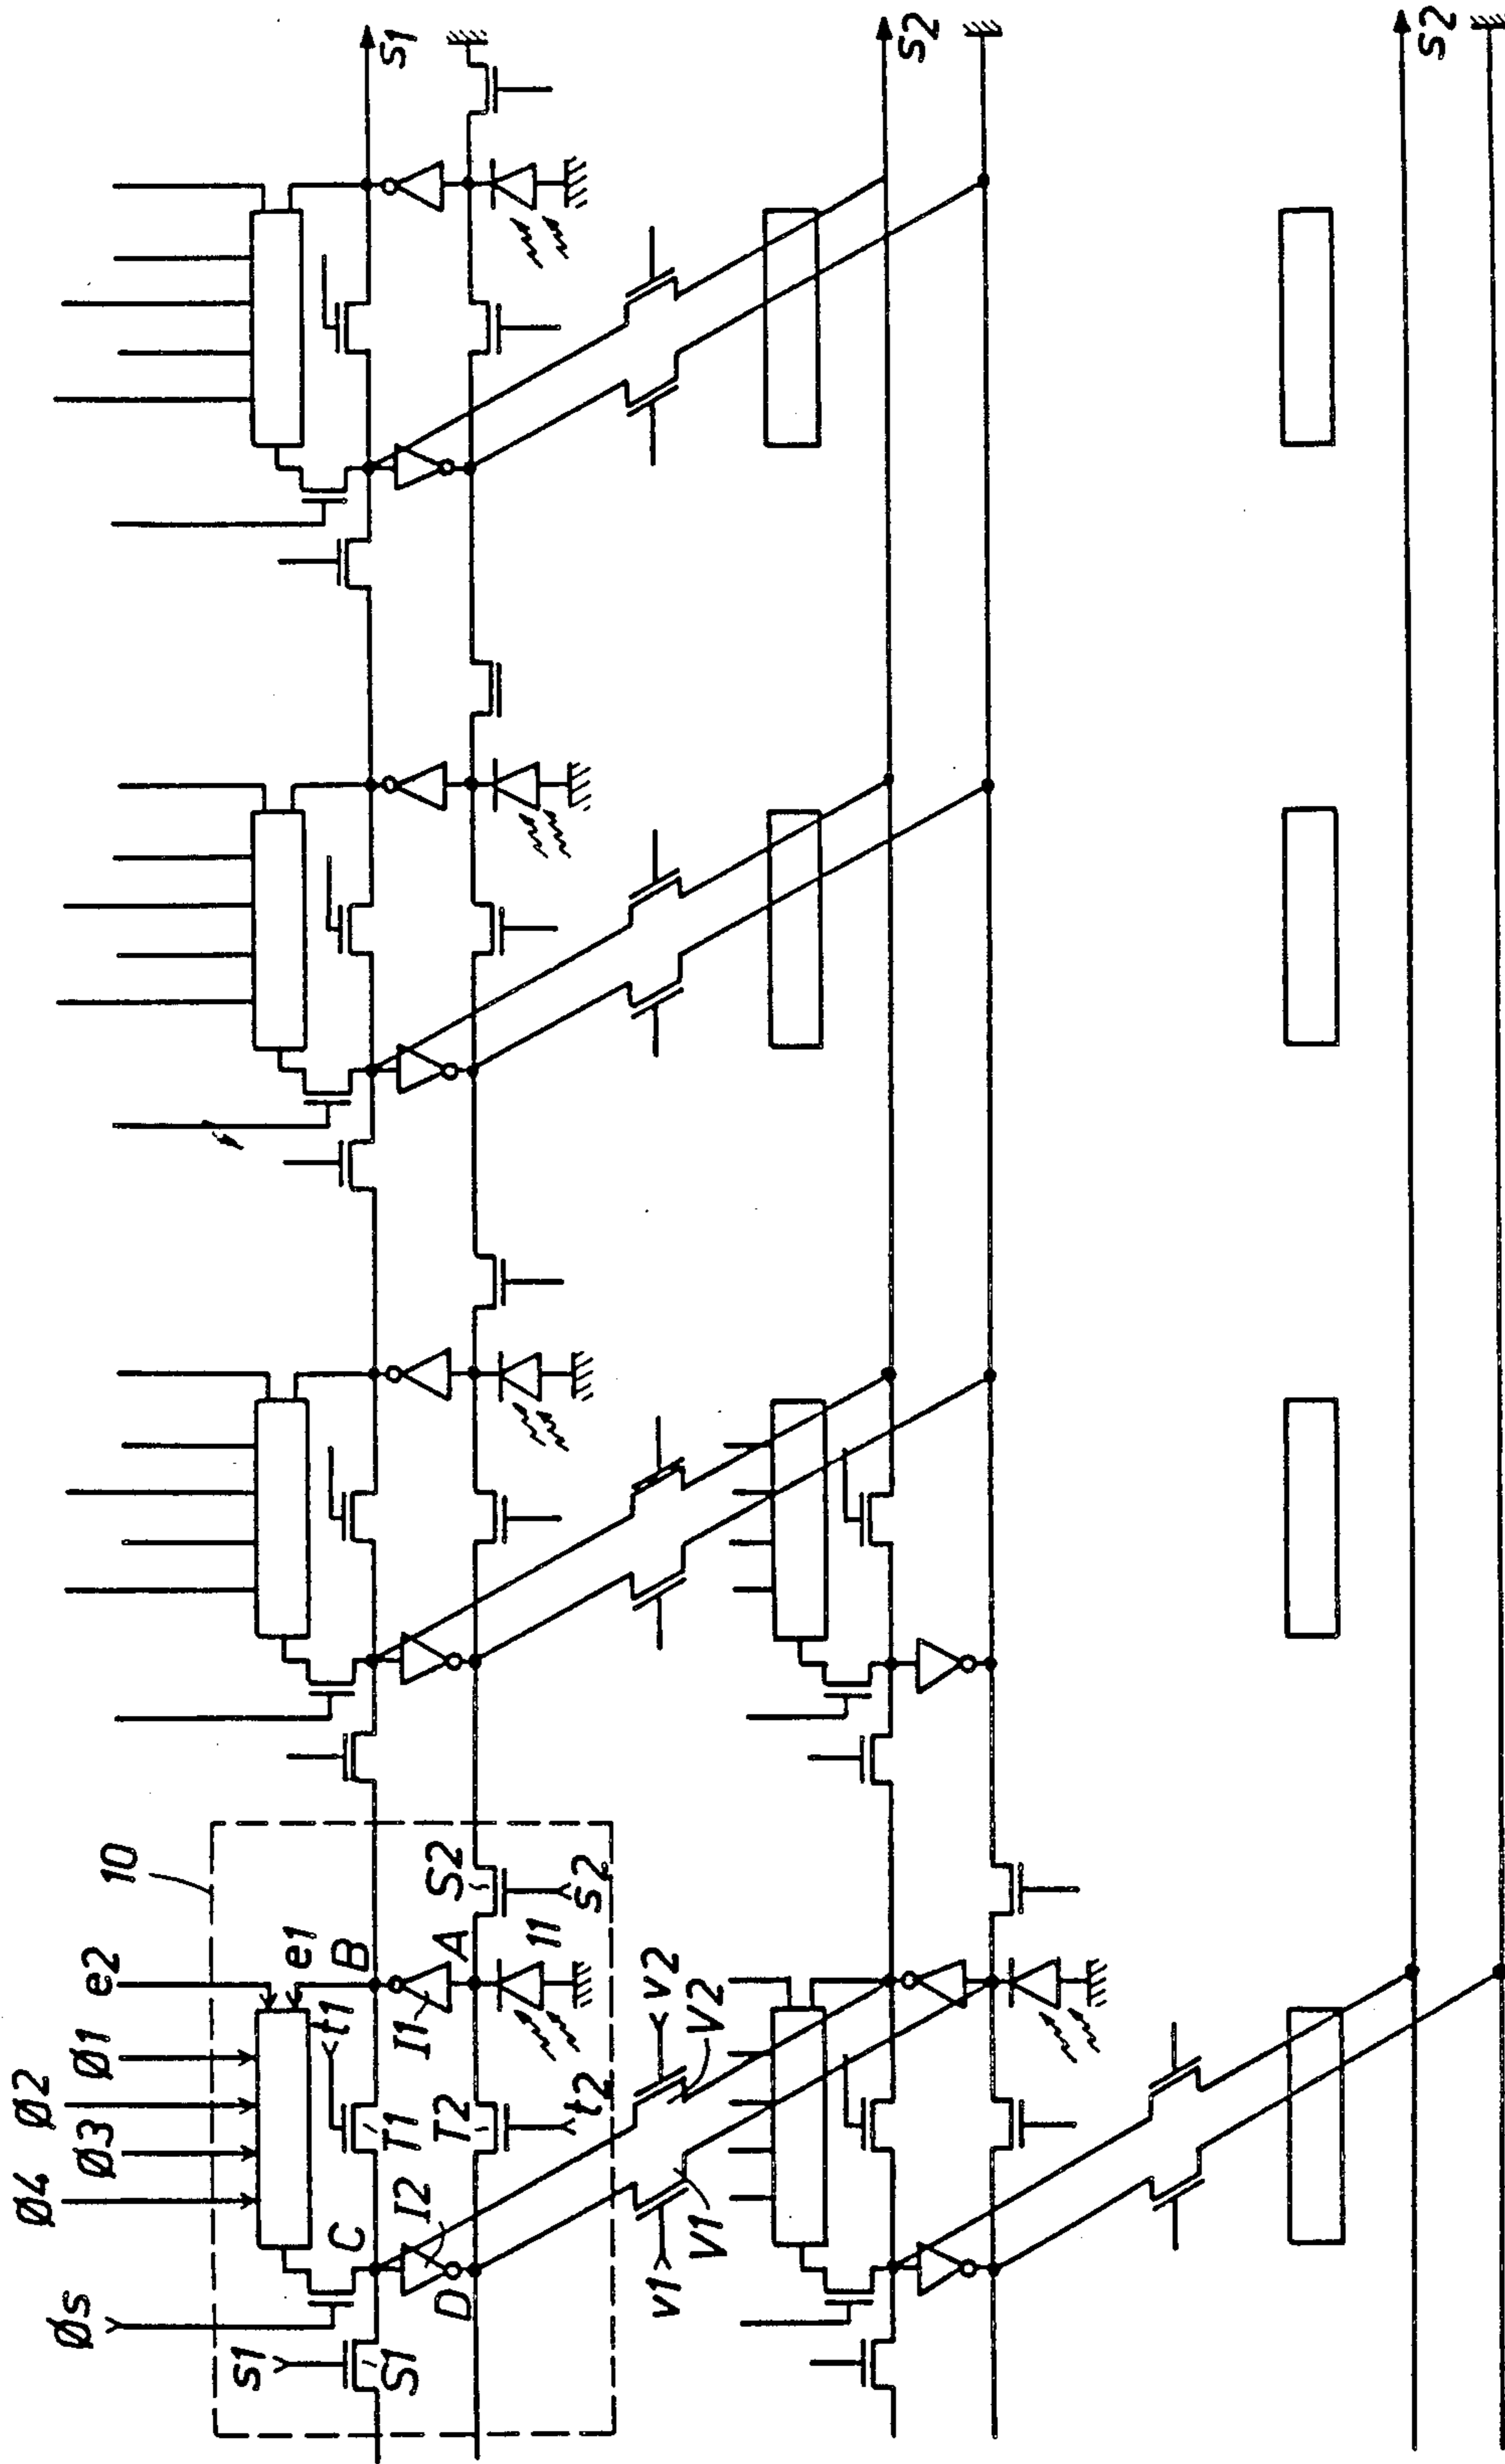 Ø4 Ø2
Øs Ø3 Ø1 e2 10
s1 e1
t1
C B
S1 T1 I1 s1
I2
D T2 A S2
11
t2 s2
v1 v2
V1 V2
s2
s2